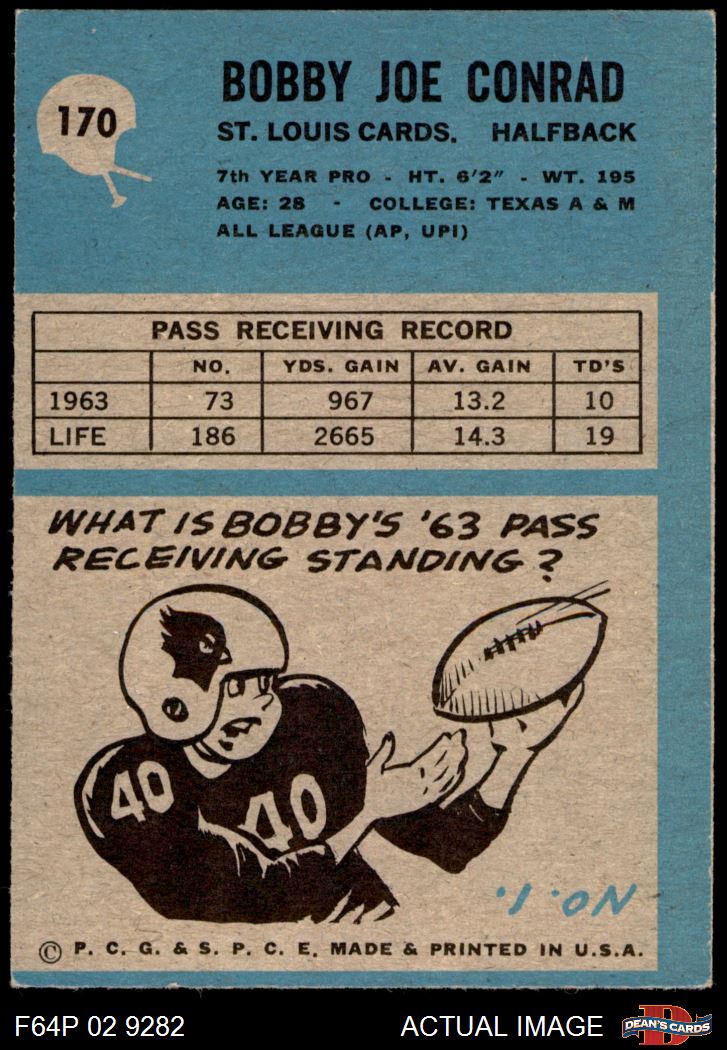 170
BOBBY JOE CONRAD
ST. LOUIS CARDS. HALFBACK
7th YEAR PRO - HT. 6'2" - WT. 195
AGE: 28 - COLLEGE: TEXAS A & M
ALL LEAGUE (AP, UPI)
PASS RECEIVING RECORD
NO. YDS. GAIN AV. GAIN TD'S
1963 73 967 13.2 10
LIFE 186 2665 14.3 19
WHAT IS BOBBY'S '63 PASS
RECEIVING STANDING?
40
40
NO. 1.
© P. C. G. & S. P. C. E. MADE & PRINTED IN U.S.A.
F64P 02 9282 ACTUAL IMAGE
D
DEAN'S CARDS